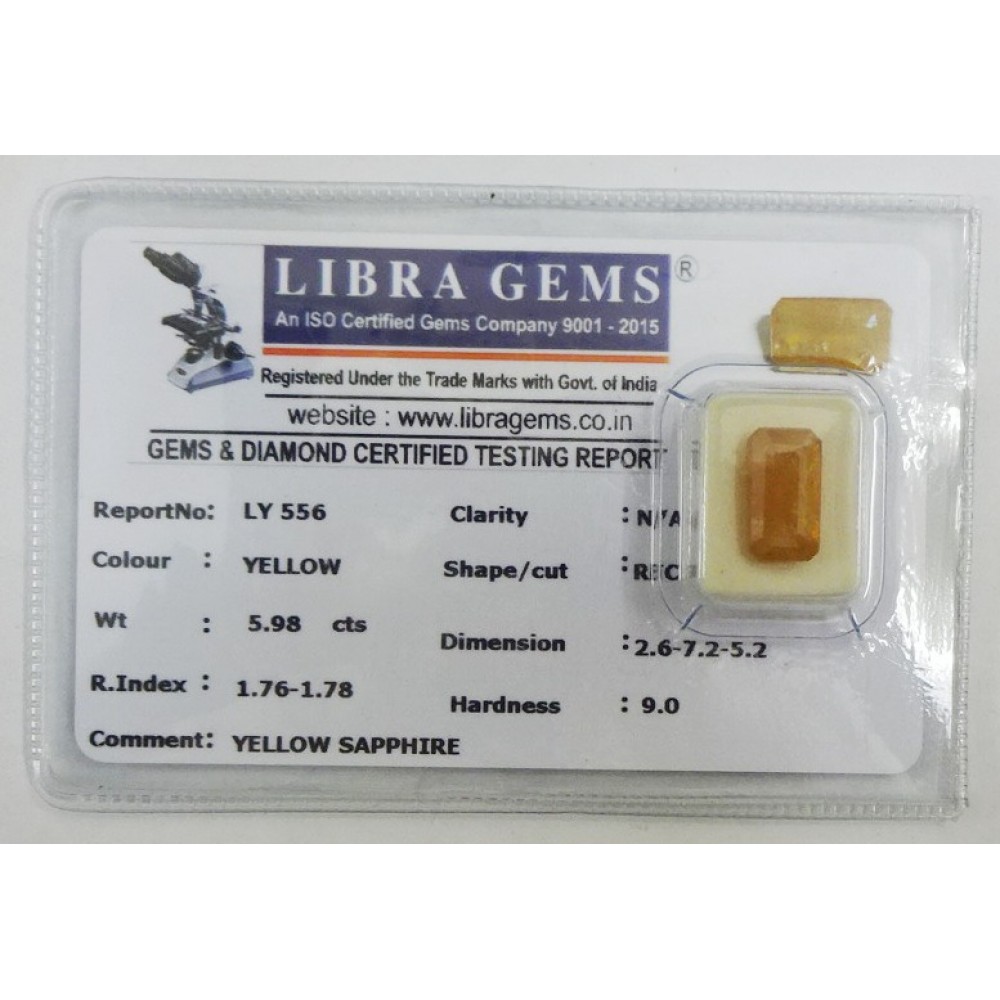 LIBRA GEMS ®
An ISO Certified Gems Company 9001 - 2015
Registered Under the Trade Marks with Govt. of India
website : www.libragems.co.in
GEMS & DIAMOND CERTIFIED TESTING REPORT
ReportNo: LY 556 Clarity : N/A
Colour : YELLOW Shape/cut :
Wt : 5.98 cts Dimension : 2.6-7.2-5.2
R.Index : 1.76-1.78 Hardness : 9.0
Comment: YELLOW SAPPHIRE